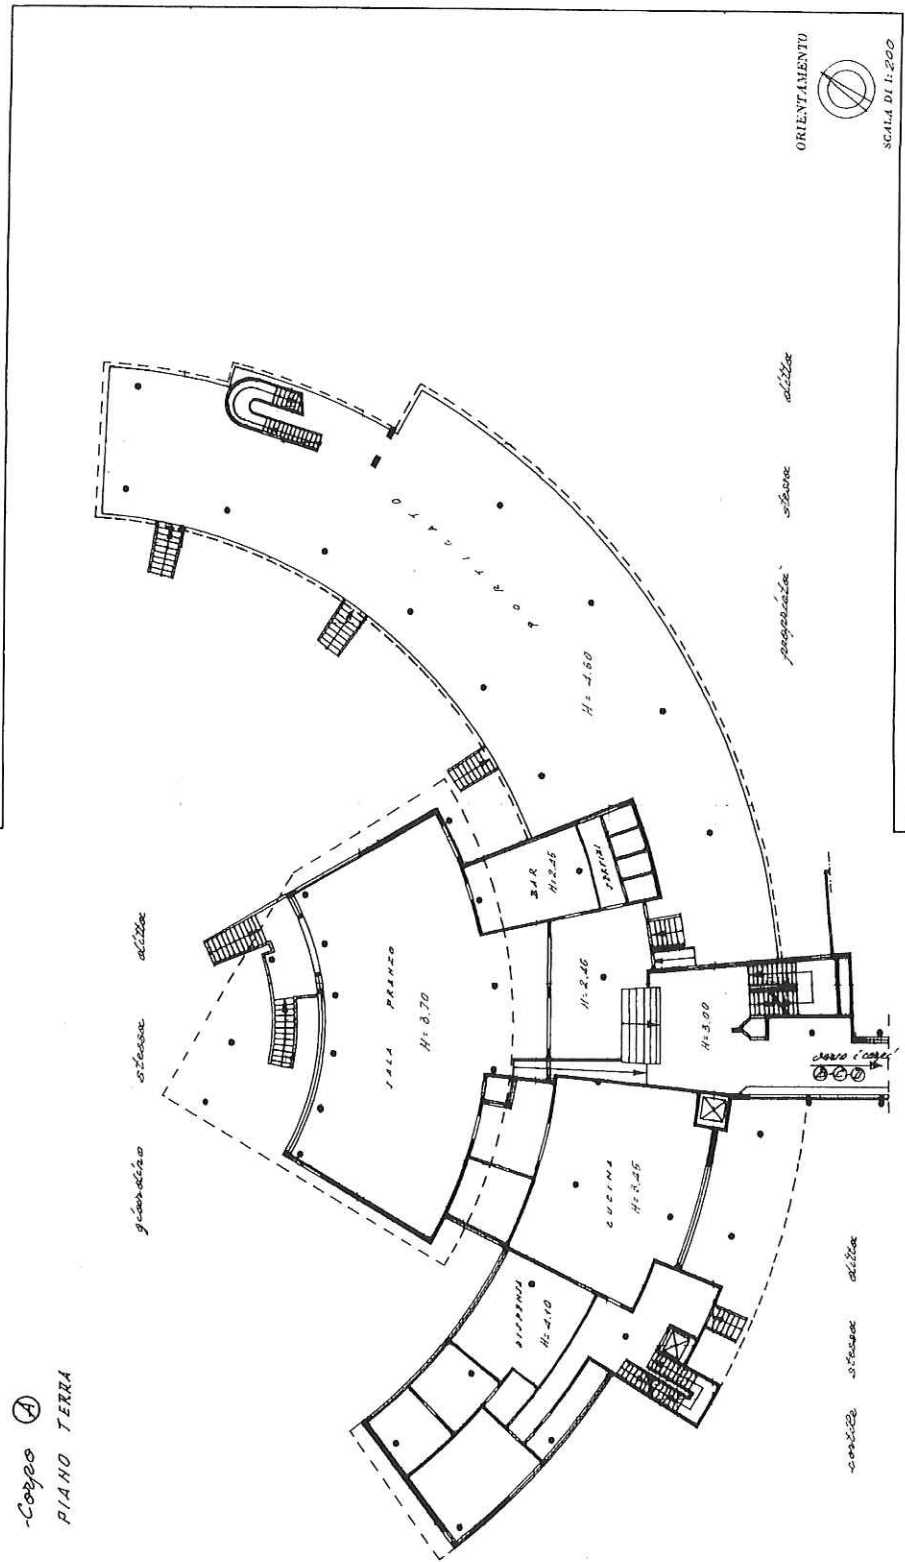 -Corpo A
PIANO TERRA
ORIENTAMENTO
SCALA DI 1:200
giardino stessa ditta
proprietà stessa ditta
cortile stessa ditta
PORTICATO
H= 4.60
SALA PRANZO
H= 3.70
BAR
H=2.45
SERVIZI
H=2.46
H=3.00
CUCINA
H=3.45
DISPENSA
H=4.10
verso i corpi
B-C-D